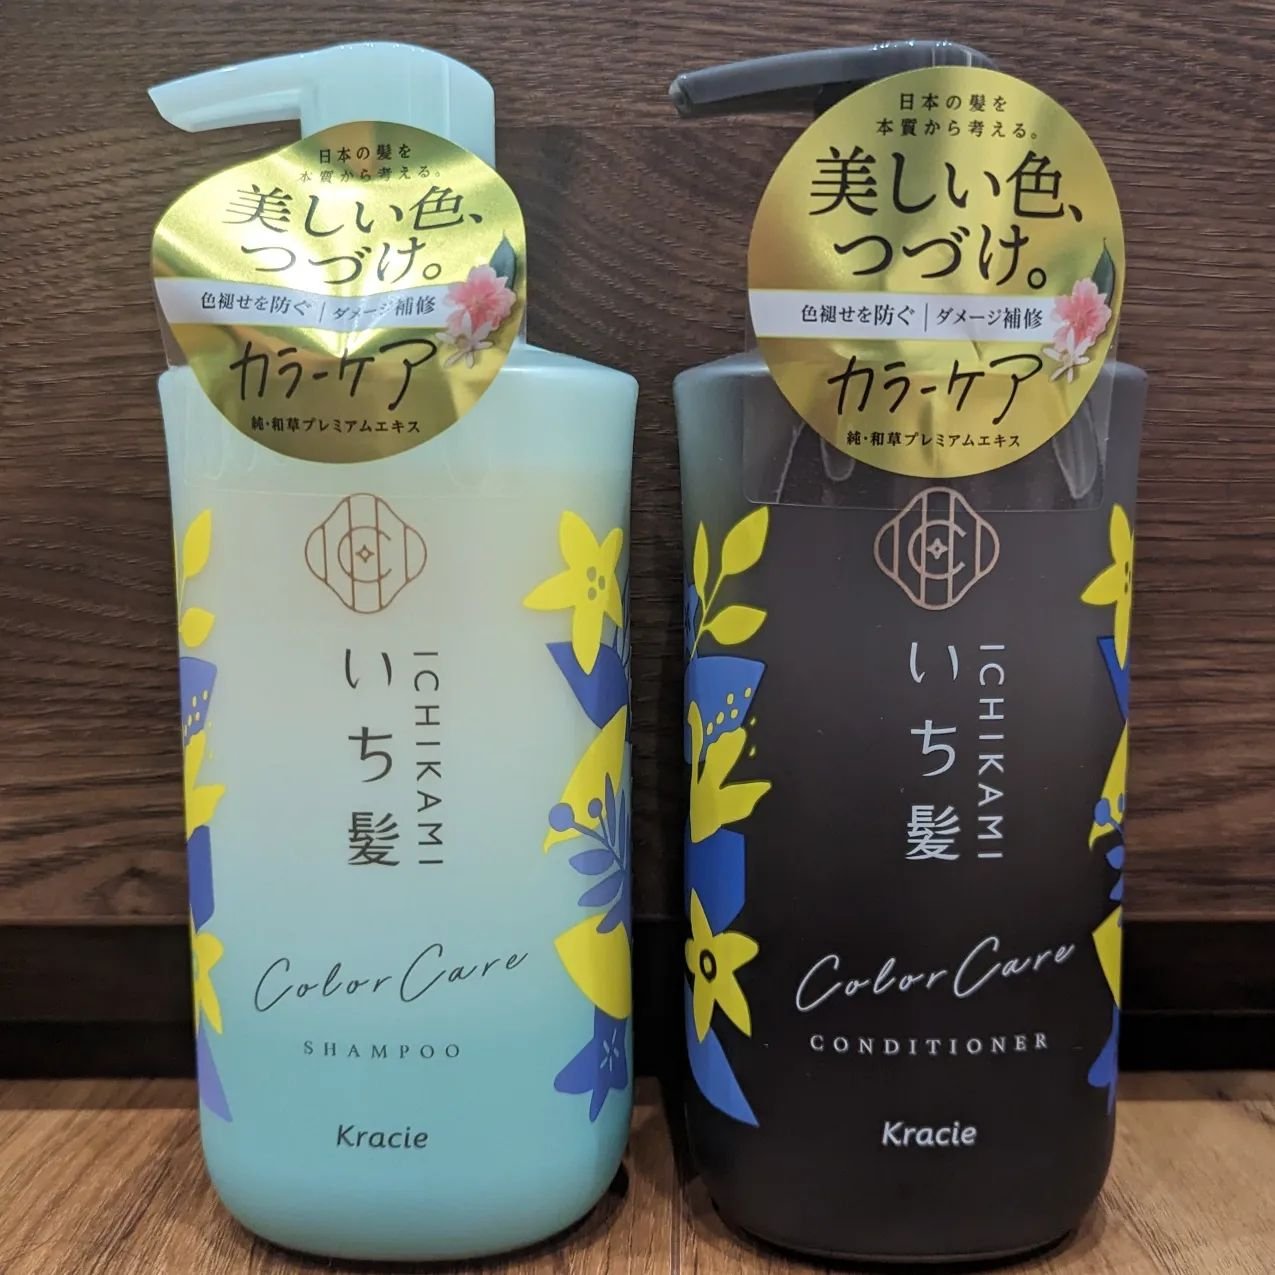 日本の髪を
本質から考える。
美しい色、
つづけ。
色褪せを防ぐ|ダメージ補修
カラーケア
純・和草プレミアムエキス
いち髪
ICHIKAMI
Color Care
SHAMPOO
Kracie
日本の髪を
本質から考える。
美しい色、
つづけ。
色褪せを防ぐ|ダメージ補修
カラーケア
純・和草プレミアムエキス
いち髪
ICHIKAMI
Color Care
CONDITIONER
Kracie